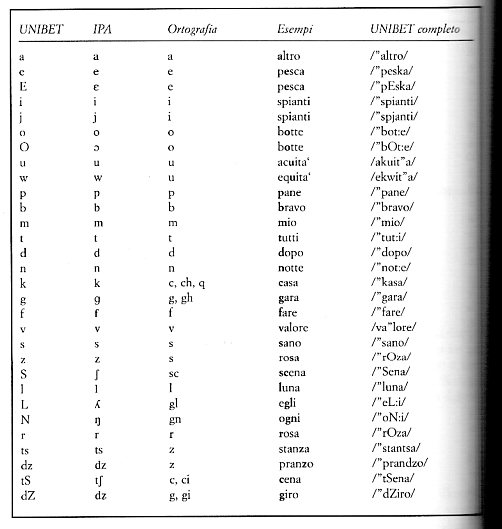 UNIBET IPA Ortografia Esempi UNIBET completo
a a a altro /"altro/
e e e pesca /"peska/
E ɛ e pesca /"pEska/
i i i spianti /"spianti/
j j i spianti /"spjanti/
o o o botte /"bot:e/
O ɔ o botte /"bOt:e/
u u u acuita' /akuit"a/
w w u equita' /ekwit"a/
p p p pane /"pane/
b b b bravo /"bravo/
m m m mio /"mio/
t t t tutti /"tut:i/
d d d dopo /"dopo/
n n n notte /"not:e/
k k c, ch, q casa /"kasa/
g g g, gh gara /"gara/
f f f fare /"fare/
v v v valore /va"lore/
s s s sano /"sano/
z z s rosa /"rOza/
S ʃ sc scena /"Sena/
l l l luna /"luna/
L ʎ gl egli /"eL:i/
N ŋ gn ogni /"oN:i/
r r r rosa /"rOza/
ts ts z stanza /"stantsa/
dz dz z pranzo /"prandzo/
tS tʃ c, ci cena /"tSena/
dZ dz g, gi giro /"dZiro/